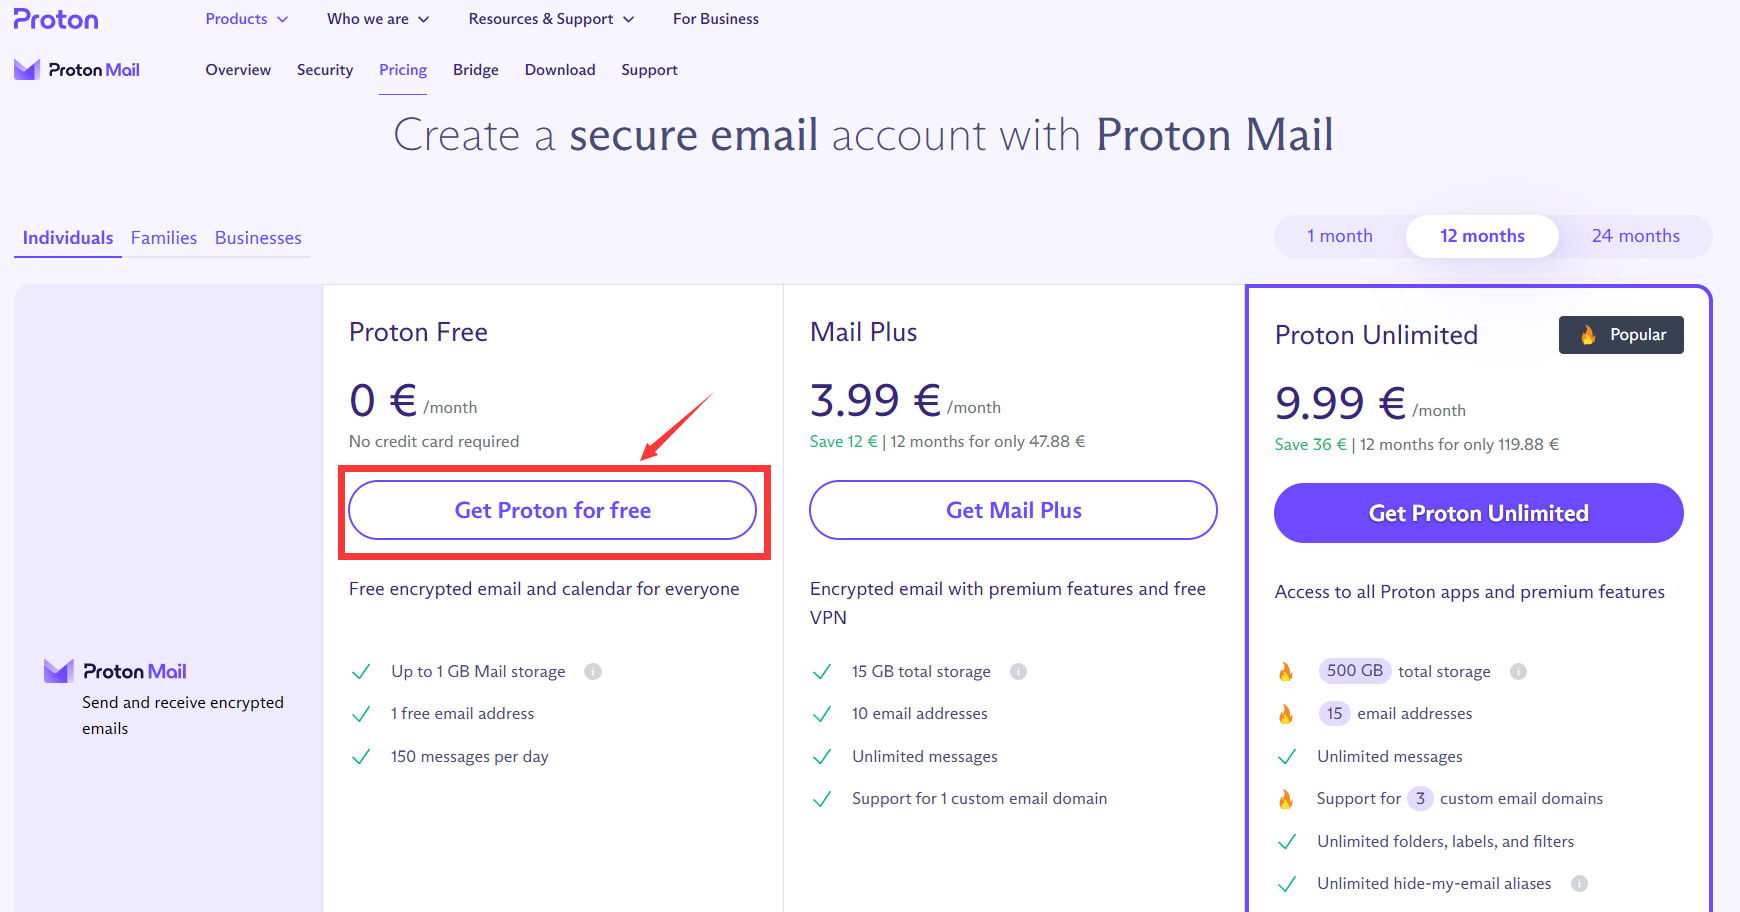 Proton
Products
Who we are
Resources & Support
For Business
Proton Mail
Overview
Security
Pricing
Bridge
Download
Support
Create a secure email account with Proton Mail
Individuals
Families
Businesses
1 month
12 months
24 months
Proton Mail
Send and receive encrypted
emails
Proton Free
0 € /month
No credit card required
Get Proton for free
Free encrypted email and calendar for everyone
Up to 1 GB Mail storage
1 free email address
150 messages per day
Mail Plus
3.99 € /month
Save 12 € | 12 months for only 47.88 €
Get Mail Plus
Encrypted email with premium features and free
VPN
15 GB total storage
10 email addresses
Unlimited messages
Support for 1 custom email domain
Proton Unlimited
Popular
9.99 € /month
Save 36 € | 12 months for only 119.88 €
Get Proton Unlimited
Access to all Proton apps and premium features
500 GB total storage
15 email addresses
Unlimited messages
Support for 3 custom email domains
Unlimited folders, labels, and filters
Unlimited hide-my-email aliases